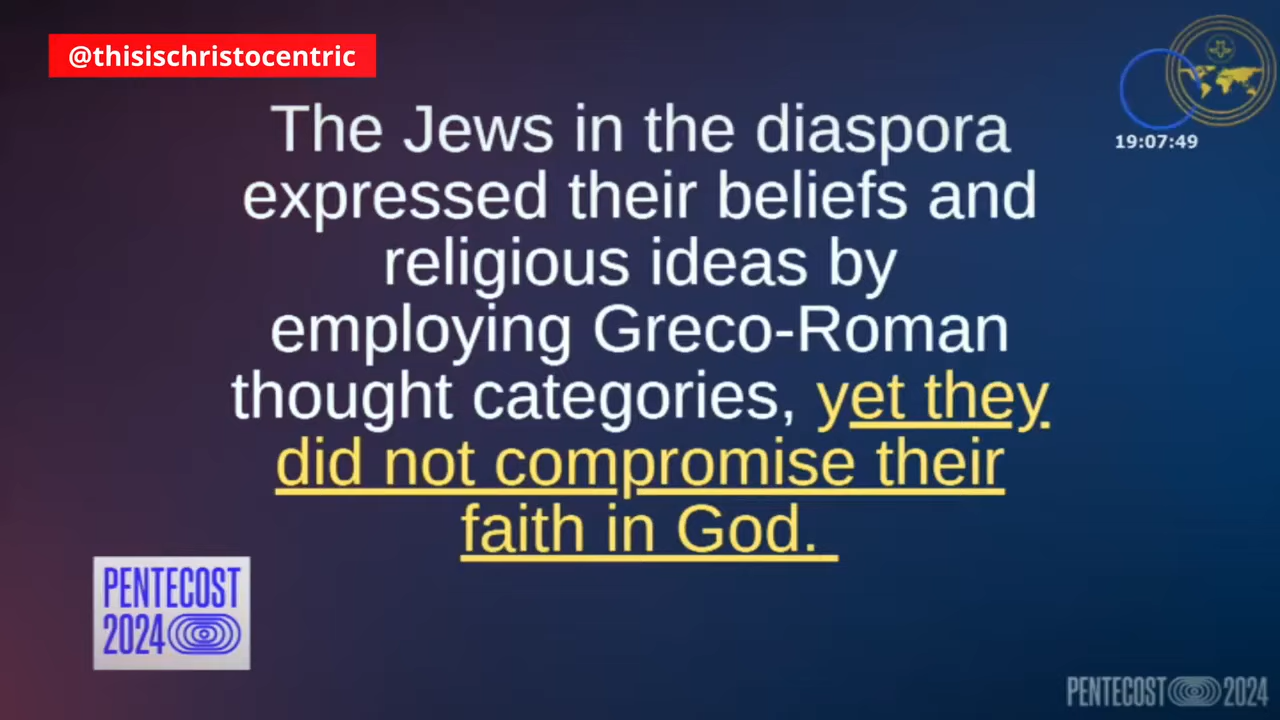 @thisischristocentric
19:07:49
The Jews in the diaspora
expressed their beliefs and
religious ideas by
employing Greco-Roman
thought categories, yet they
did not compromise their
faith in God.
PENTECOST
2024
PENTECOST 2024